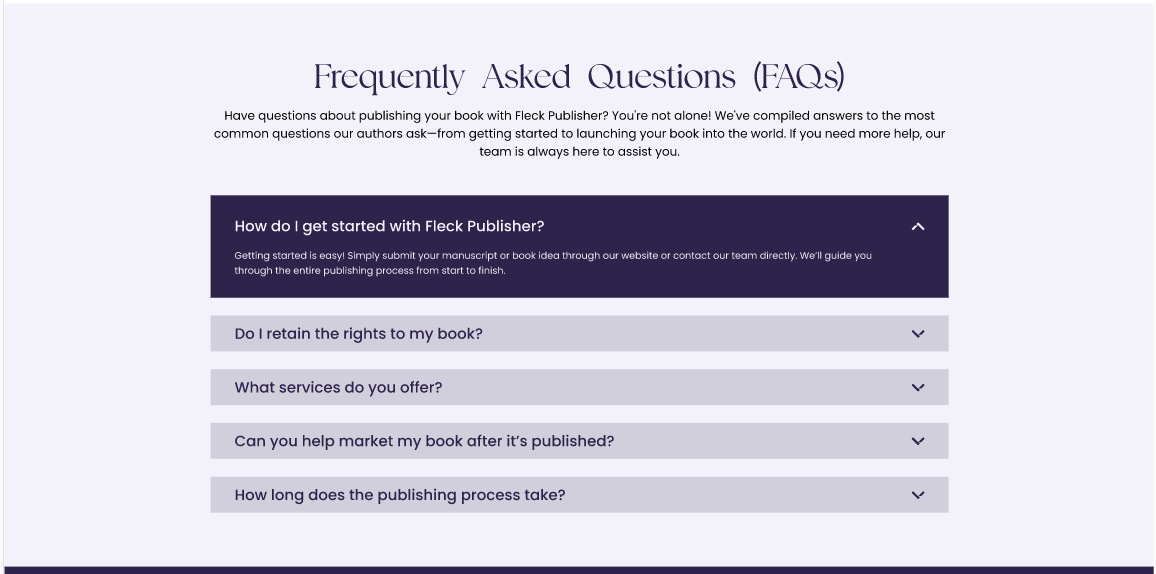 Frequently Asked Questions (FAQs)
Have questions about publishing your book with Fleck Publisher? You're not alone! We've compiled answers to the most
common questions our authors ask—from getting started to launching your book into the world. If you need more help, our
team is always here to assist you.
How do I get started with Fleck Publisher?
Getting started is easy! Simply submit your manuscript or book idea through our website or contact our team directly. We’ll guide you
through the entire publishing process from start to finish.
Do I retain the rights to my book?
What services do you offer?
Can you help market my book after it’s published?
How long does the publishing process take?